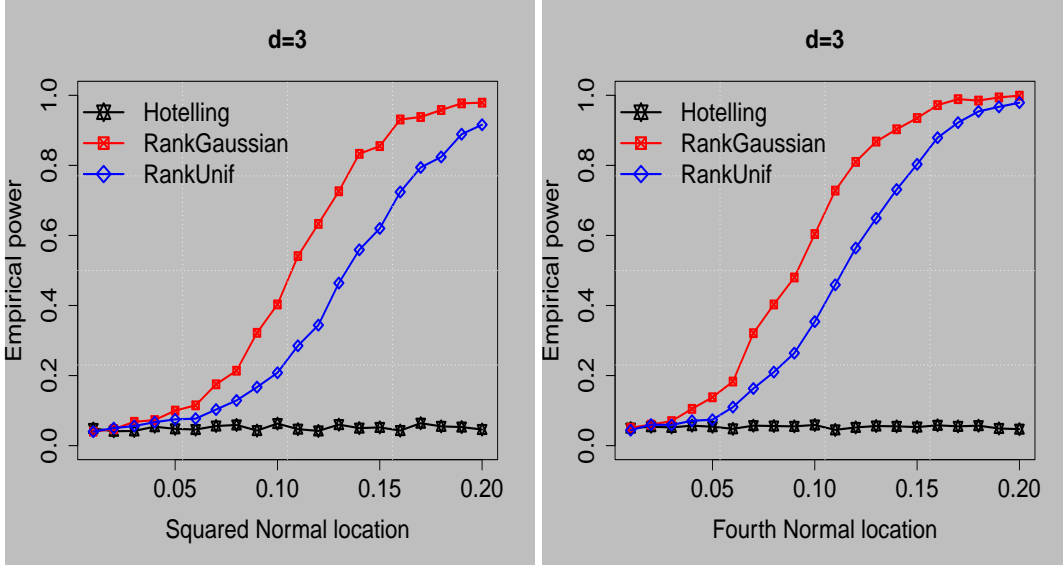 d=3
Empirical power
0.0 0.2 0.4 0.6 0.8 1.0
Hotelling
RankGaussian
RankUnif
0.05 0.10 0.15 0.20
Squared Normal location
d=3
Empirical power
0.0 0.2 0.4 0.6 0.8 1.0
Hotelling
RankGaussian
RankUnif
0.05 0.10 0.15 0.20
Fourth Normal location